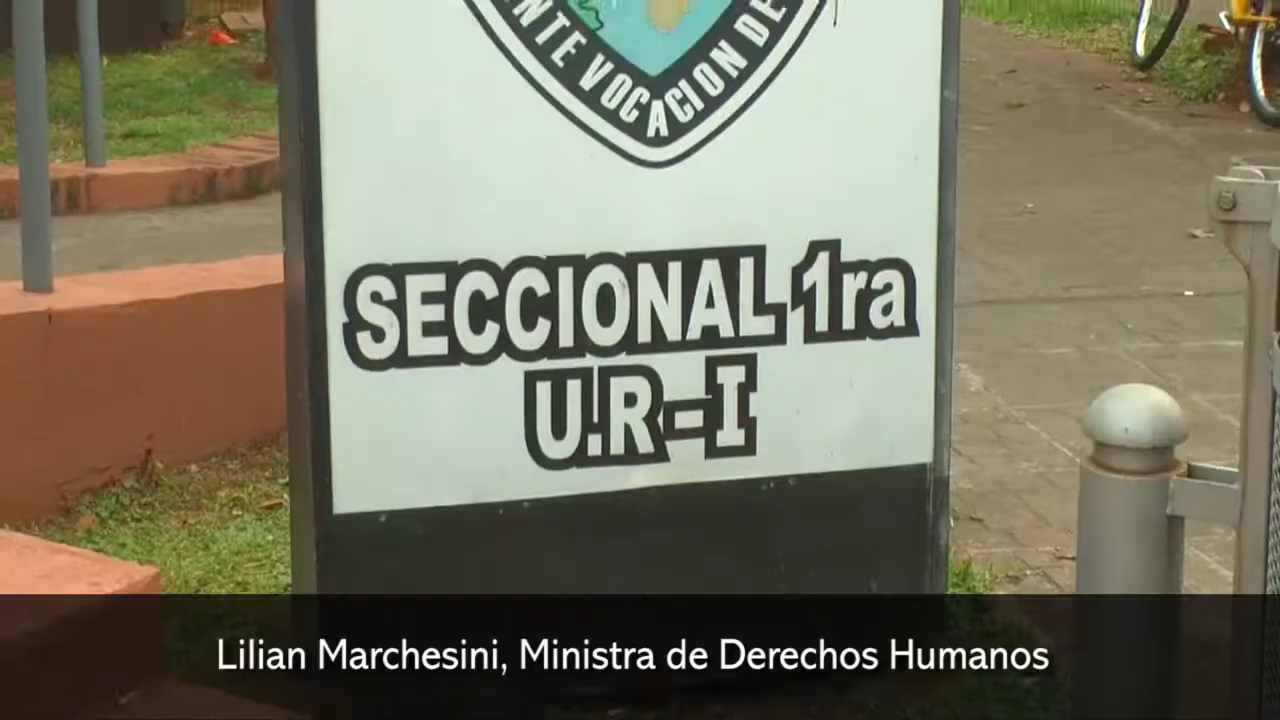 NTE VOCACION DE
SECCIONAL 1ra
U.R-I
Lilian Marchesini, Ministra de Derechos Humanos